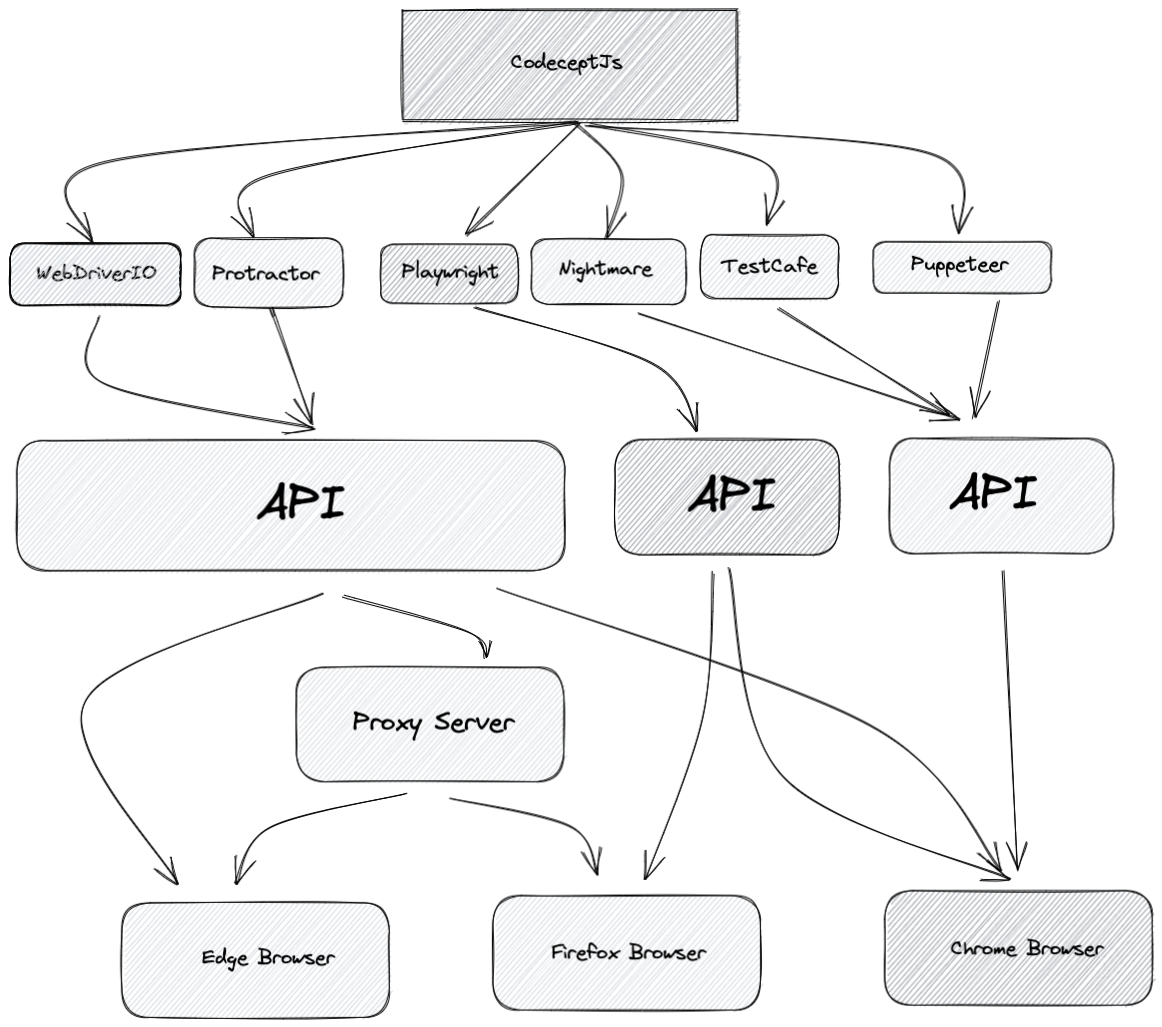 CodeceptJs
WebDriverIO
Protractor
Playwright
Nightmare
TestCafe
Puppeteer
API
API
API
Proxy Server
Edge Browser
Firefox Browser
Chrome Browser